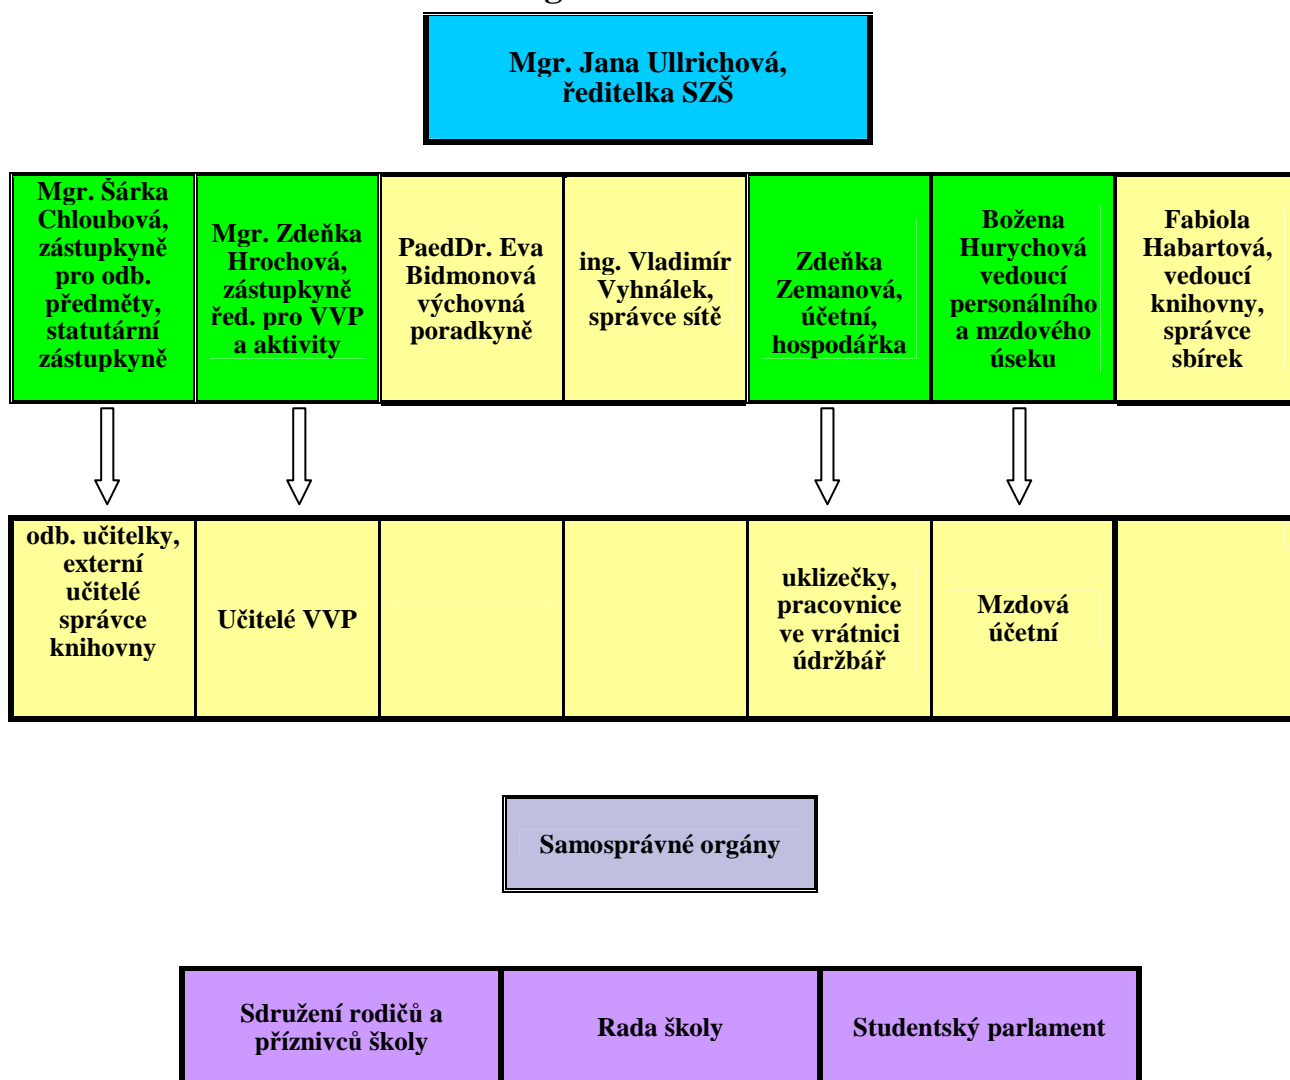 Mgr. Jana Ullrichová,
ředitelka SZŠ
Mgr. Šárka
Chloubová,
zástupkyně
pro odb.
předměty,
statutární
zástupkyně
Mgr. Zdeňka
Hrochová,
zástupkyně
řed. pro VVP
a aktivity
PaedDr. Eva
Bidmonová
výchovná
poradkyně
ing. Vladimír
Vyhnálek,
správce sítě
Zdeňka
Zemanová,
účetní,
hospodářka
Božena
Hurychová
vedoucí
personálního
a mzdového
úseku
Fabiola
Habartová,
vedoucí
knihovny,
správce
sbírek
odb. učitelky,
externí
učitelé
správce
knihovny
Učitelé VVP
uklizečky,
pracovnice
ve vrátnici
údržbář
Mzdová
účetní
Samosprávné orgány
Sdružení rodičů a
příznivců školy
Rada školy
Studentský parlament